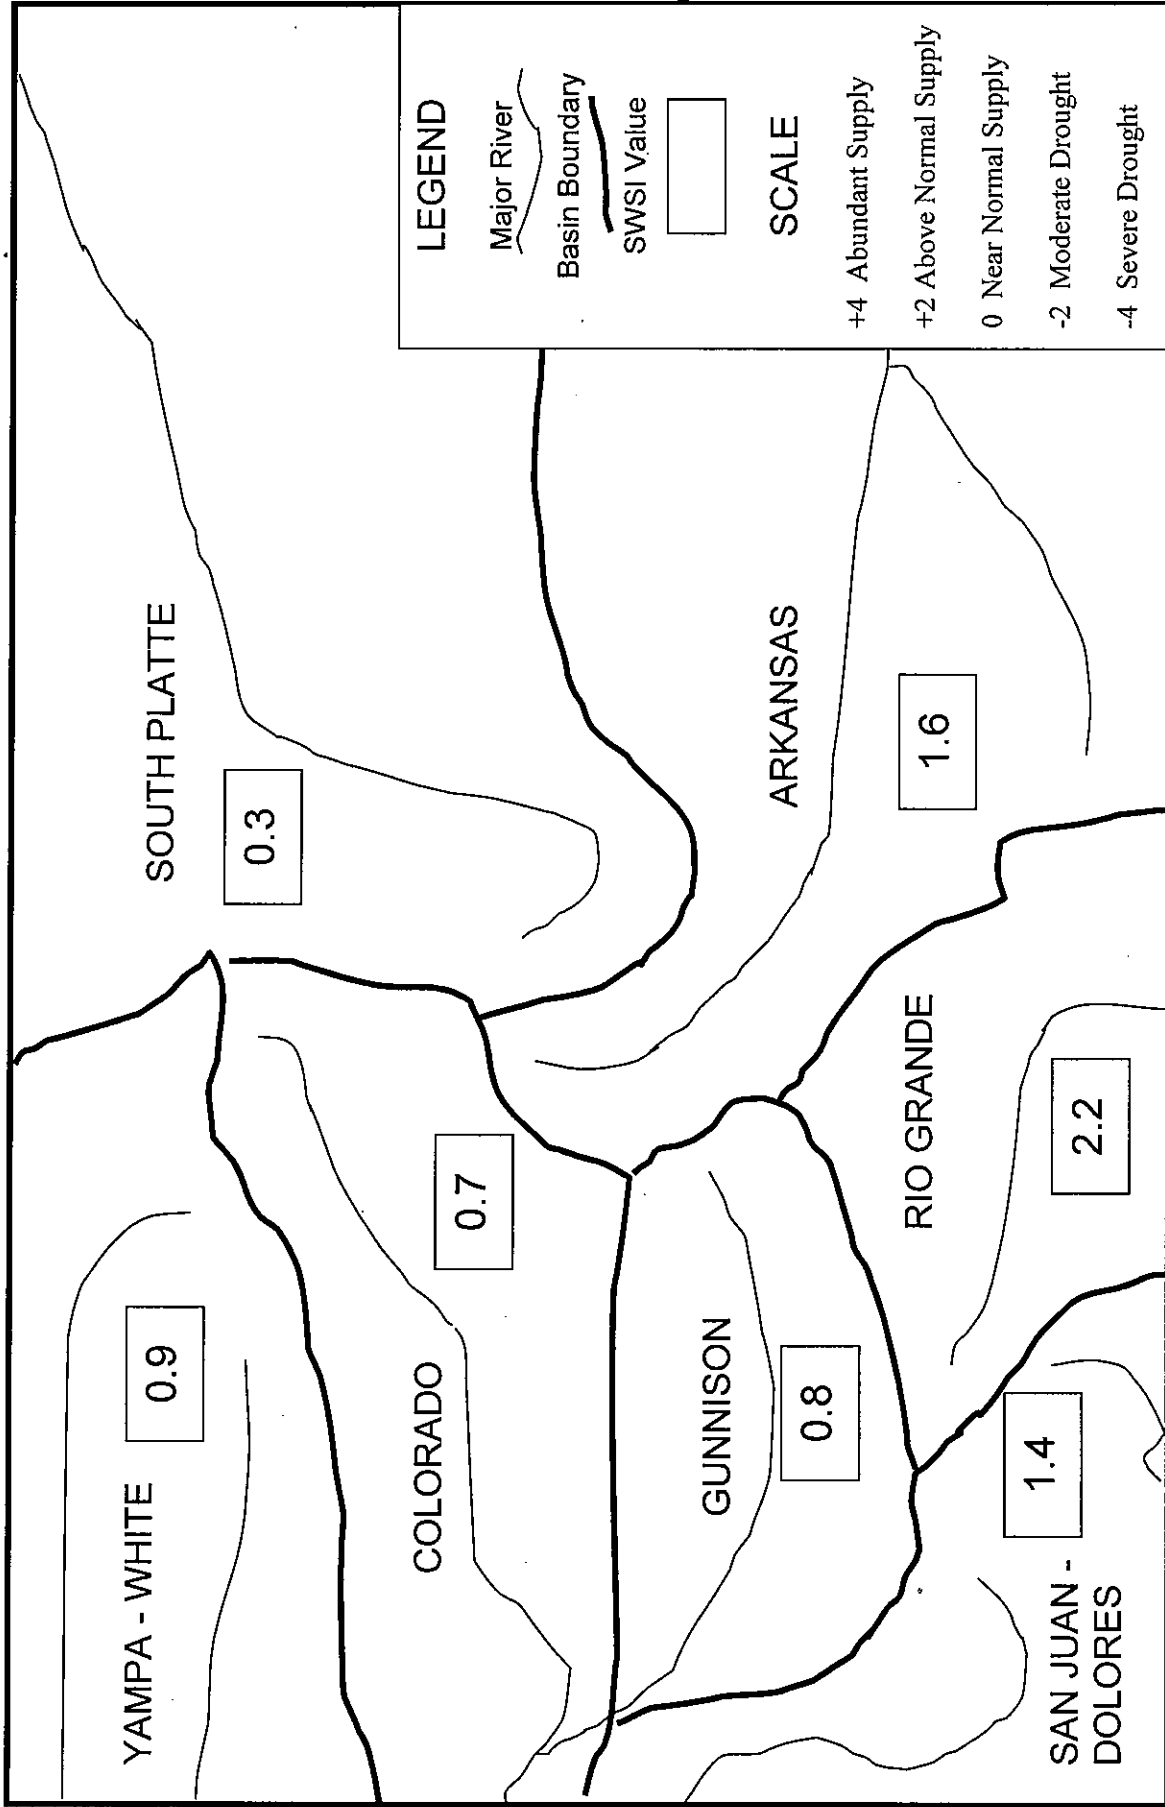 YAMPA - WHITE
0.9
SOUTH PLATTE
0.3
COLORADO
0.7
GUNNISON
0.8
ARKANSAS
1.6
RIO GRANDE
2.2
SAN JUAN -
DOLORES
1.4
LEGEND
Major River
Basin Boundary
SWSI Value
SCALE
+4 Abundant Supply
+2 Above Normal Supply
0 Near Normal Supply
-2 Moderate Drought
-4 Severe Drought